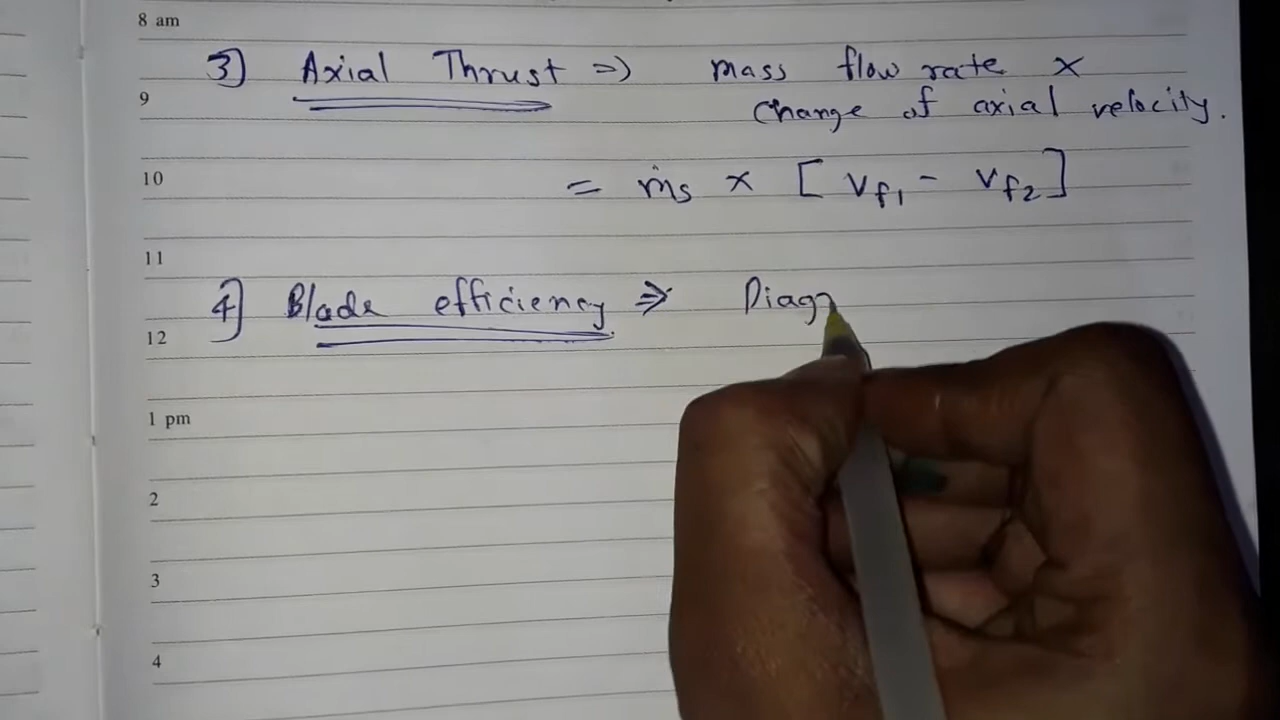 8 am
3] Axial Thrust ⇒ mass flow rate x
9
change of axial velocity.
10
= ṁs x [ Vf1 - Vf2 ]
11
4] Blade efficiency ⇒ Diagr
12
1 pm
2
3
4